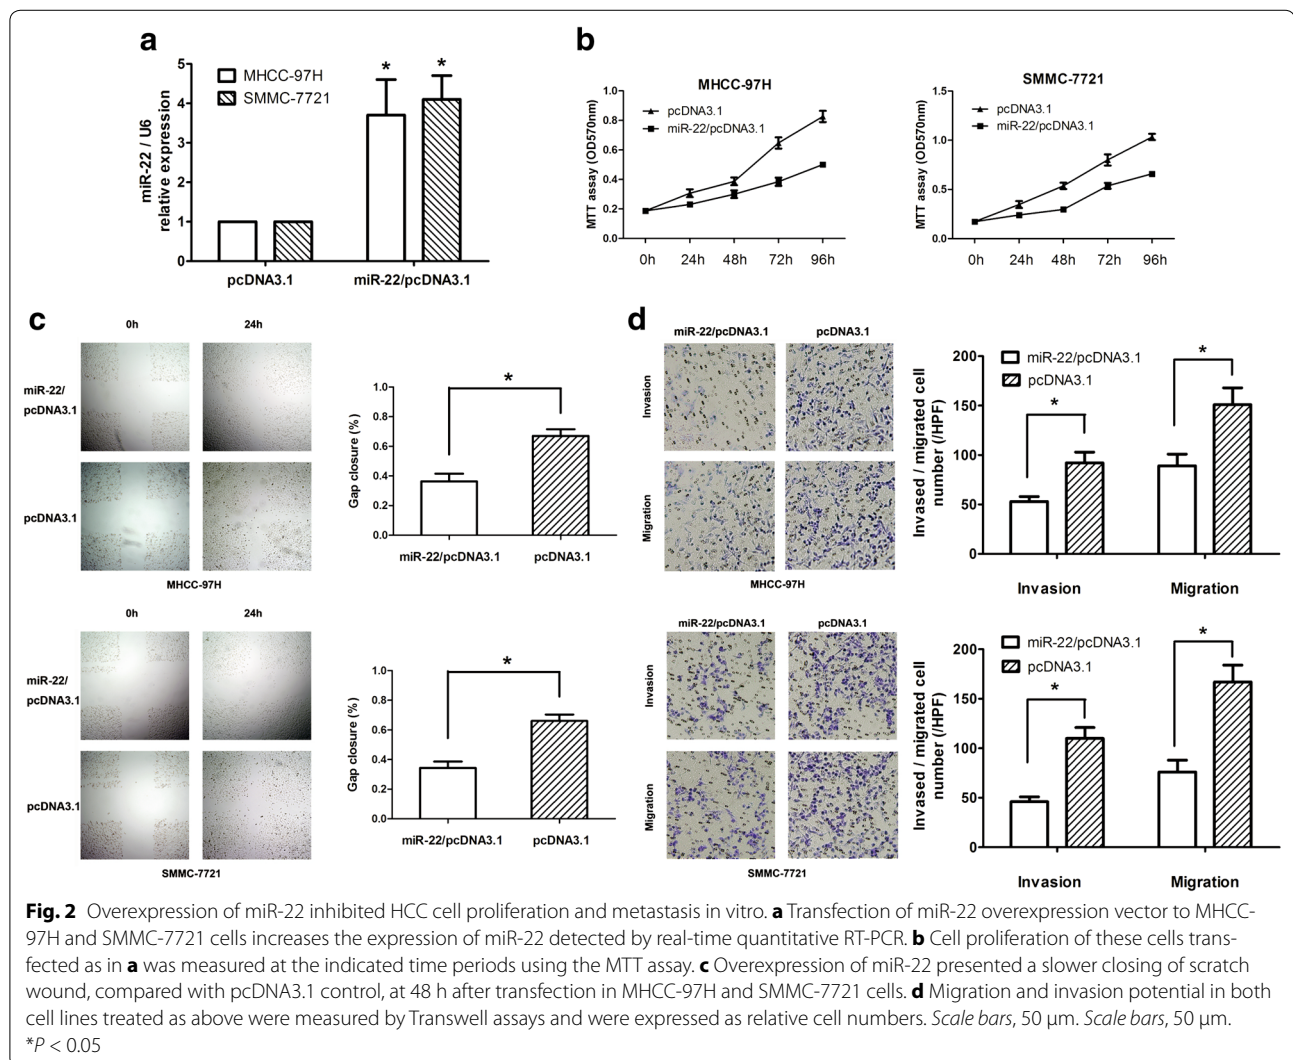 a
miR-22 / U6
relative expression
5
4
3
2
1
0
MHCC-97H
SMMC-7721
*
*
pcDNA3.1
miR-22/pcDNA3.1
b
MHCC-97H
MTT assay (OD570nm)
1.0
0.8
0.6
0.4
0.2
0.0
pcDNA3.1
miR-22/pcDNA3.1
0h 24h 48h 72h 96h
SMMC-7721
MTT assay (OD570nm)
1.5
1.0
0.5
0.0
pcDNA3.1
miR-22/pcDNA3.1
0h 24h 48h 72h 96h
c
0h 24h
miR-22/
pcDNA3.1
pcDNA3.1
MHCC-97H
Gap closure (%)
1.0
0.8
0.6
0.4
0.2
0.0
*
miR-22/pcDNA3.1 pcDNA3.1
0h 24h
miR-22/
pcDNA3.1
pcDNA3.1
SMMC-7721
Gap closure (%)
1.0
0.8
0.6
0.4
0.2
0.0
*
miR-22/pcDNA3.1 pcDNA3.1
d
miR-22/pcDNA3.1 pcDNA3.1
Invasion
Migration
MHCC-97H
Invased / migrated cell
number (/HPF)
200
150
100
50
0
miR-22/pcDNA3.1
pcDNA3.1
*
*
Invasion Migration
miR-22/pcDNA3.1 pcDNA3.1
Invasion
Migration
SMMC-7721
Invased / migrated cell
number (/HPF)
200
150
100
50
0
miR-22/pcDNA3.1
pcDNA3.1
*
*
Invasion Migration
Fig. 2 Overexpression of miR-22 inhibited HCC cell proliferation and metastasis in vitro. a Transfection of miR-22 overexpression vector to MHCC-
97H and SMMC-7721 cells increases the expression of miR-22 detected by real-time quantitative RT-PCR. b Cell proliferation of these cells trans-
fected as in a was measured at the indicated time periods using the MTT assay. c Overexpression of miR-22 presented a slower closing of scratch
wound, compared with pcDNA3.1 control, at 48 h after transfection in MHCC-97H and SMMC-7721 cells. d Migration and invasion potential in both
cell lines treated as above were measured by Transwell assays and were expressed as relative cell numbers. Scale bars, 50 μm. Scale bars, 50 μm.
*P < 0.05